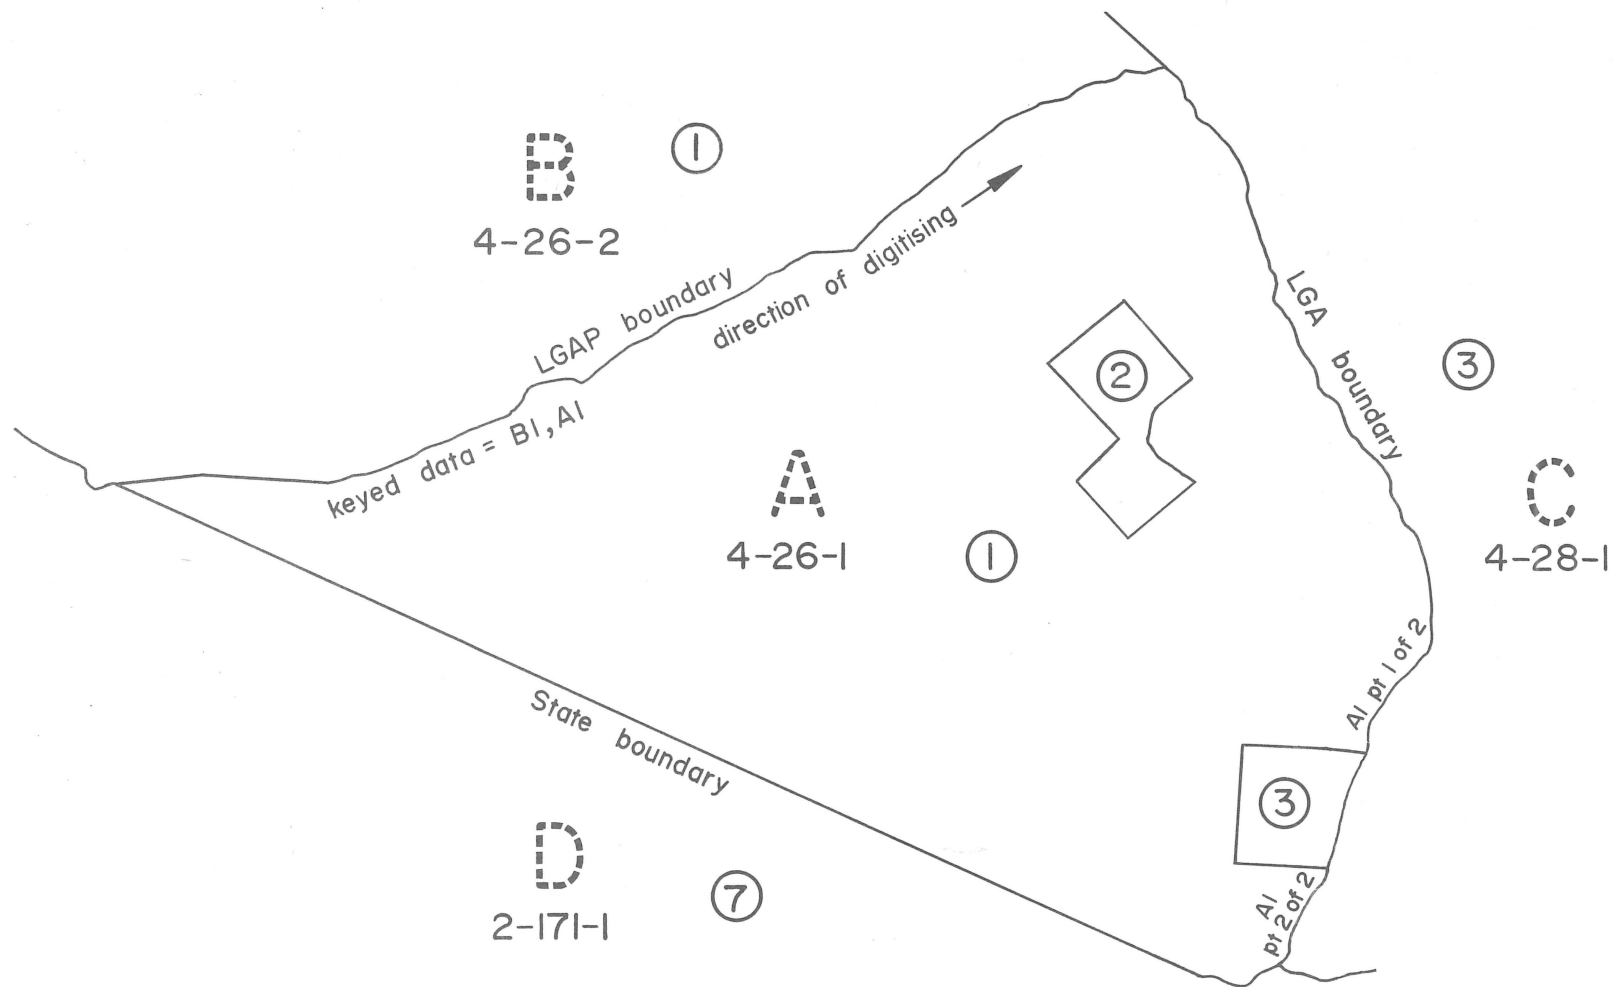 B
1
4-26-2
LGAP boundary
direction of digitising
keyed data = B1, A1
LGA boundary
2
3
A
4-26-1
1
C
4-28-1
A1 pt 1 of 2
State boundary
3
D
2-171-1
7
A1
pt 2 of 2